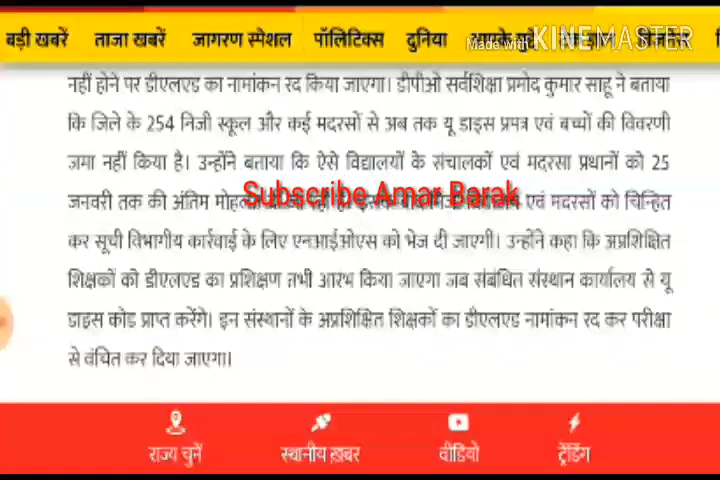 बड़ी खबरें ताजा खबरें जागरण स्पेशल पॉलिटिक्स दुनिया
Made with KINEMASTER
नहीं होने पर डीएलएड का नामांकन रद किया जाएगा। डीपीओ सर्वशिक्षा प्रमोद कुमार साहू ने बताया
कि जिले के 254 निजी स्कूल और कई मदरसों से अब तक यू डाइस प्रपत्र एवं बच्चों की विवरणी
जमा नहीं किया है। उन्होंने बताया कि ऐसे विद्यालयों के संचालकों एवं मदरसा प्रधानों को 25
जनवरी तक की अंतिम एवं मदरसों को चिन्हित
Subscribe Amar Barak
कर सूची विभागीय कार्रवाई के लिए एनआईओएस को भेज दी जाएगी। उन्होंने कहा कि अप्रशिक्षित
शिक्षकों को डीएलएड का प्रशिक्षण तभी आरंभ किया जाएगा जब संबंधित संस्थान कार्यालय से यू
डाइस कोड प्राप्त करेंगे। इन संस्थानों के अप्रशिक्षित शिक्षकों का डीएलएड नामांकन रद कर परीक्षा
से वंचित कर दिया जाएगा।
राज्य चुनें स्थानीय ख़बर वीडियो ट्रेंडिंग